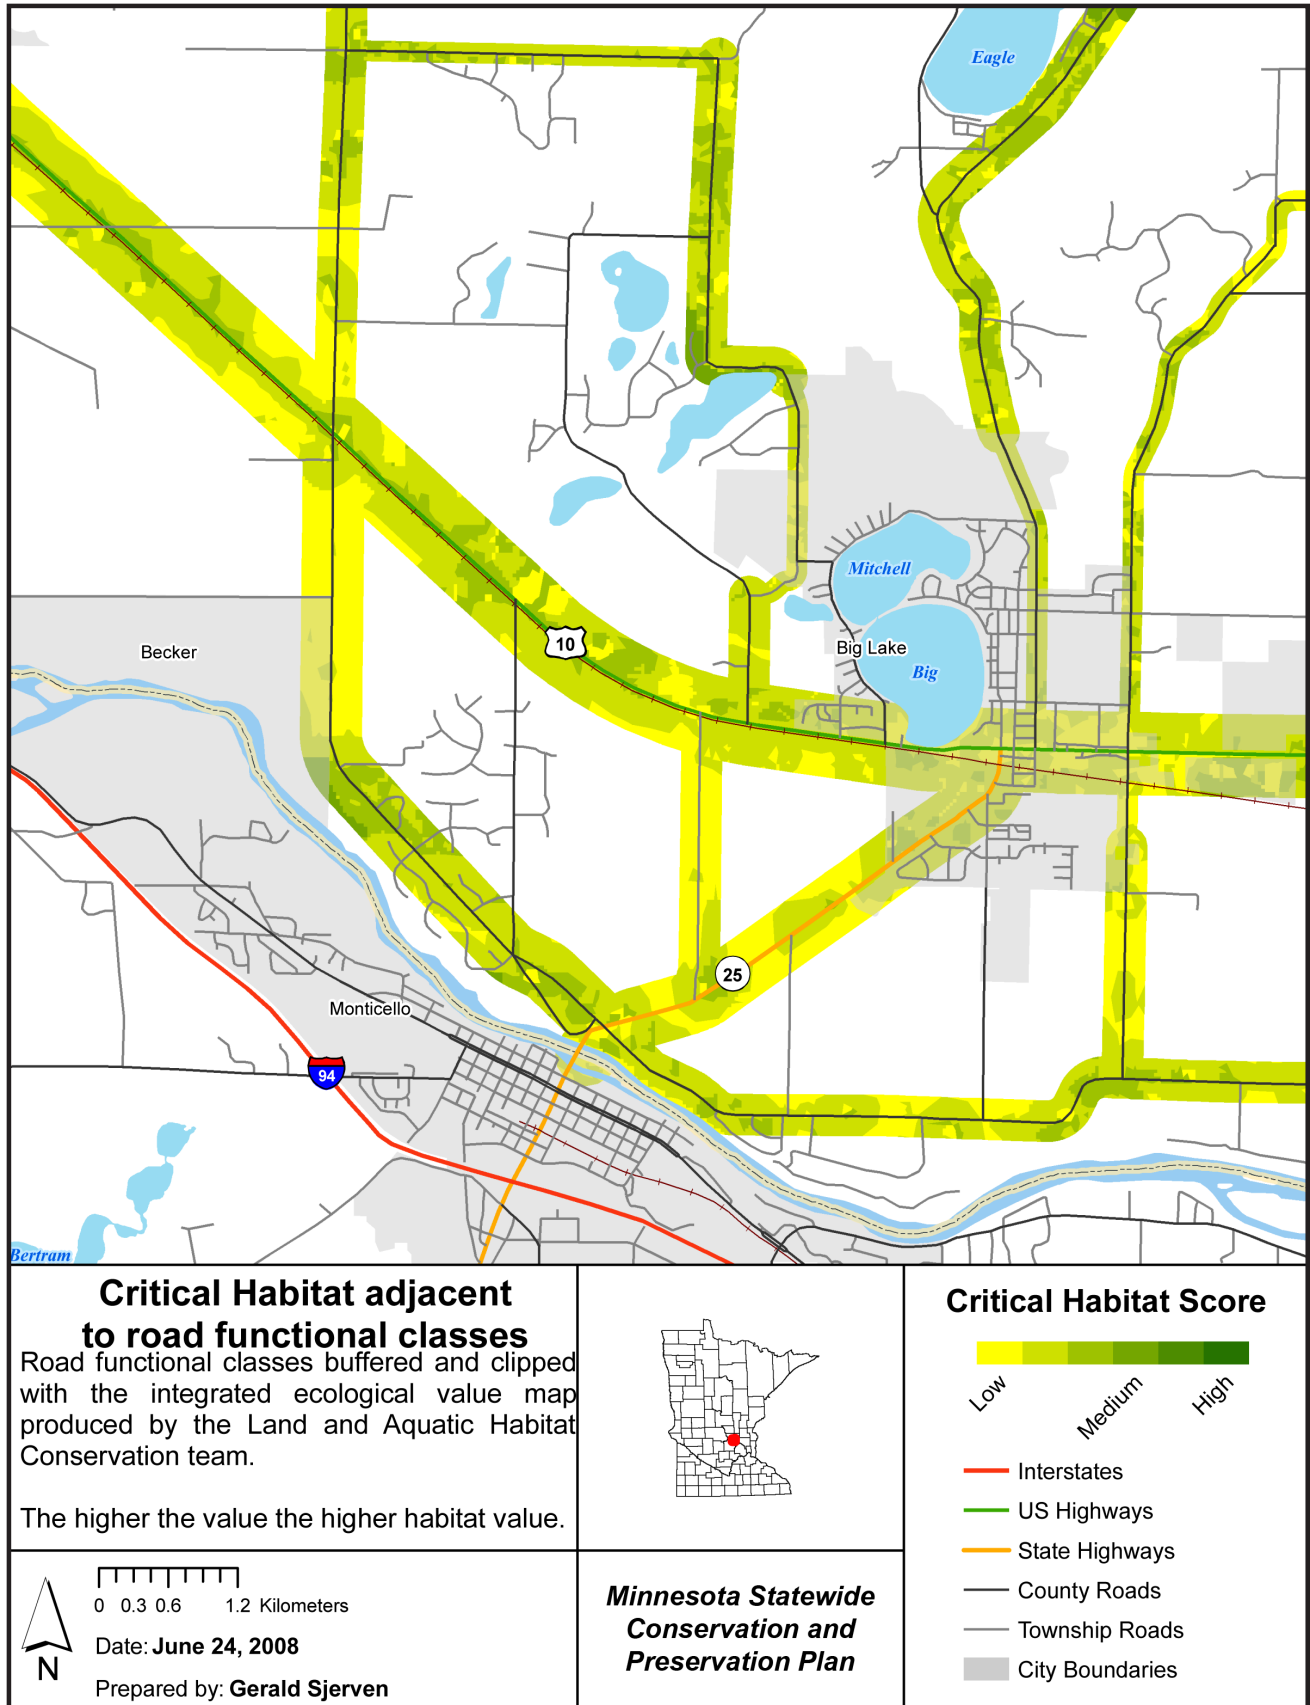 Eagle
Mitchell
Big Lake
Big
10
Becker
25
Monticello
94
Bertram
Critical Habitat adjacent
to road functional classes
Road functional classes buffered and clipped
with the integrated ecological value map
produced by the Land and Aquatic Habitat
Conservation team.
The higher the value the higher habitat value.
0 0.3 0.6 1.2 Kilometers
Date: June 24, 2008
Prepared by: Gerald Sjerven
N
Minnesota Statewide
Conservation and
Preservation Plan
Critical Habitat Score
Low
Medium
High
Interstates
US Highways
State Highways
County Roads
Township Roads
City Boundaries